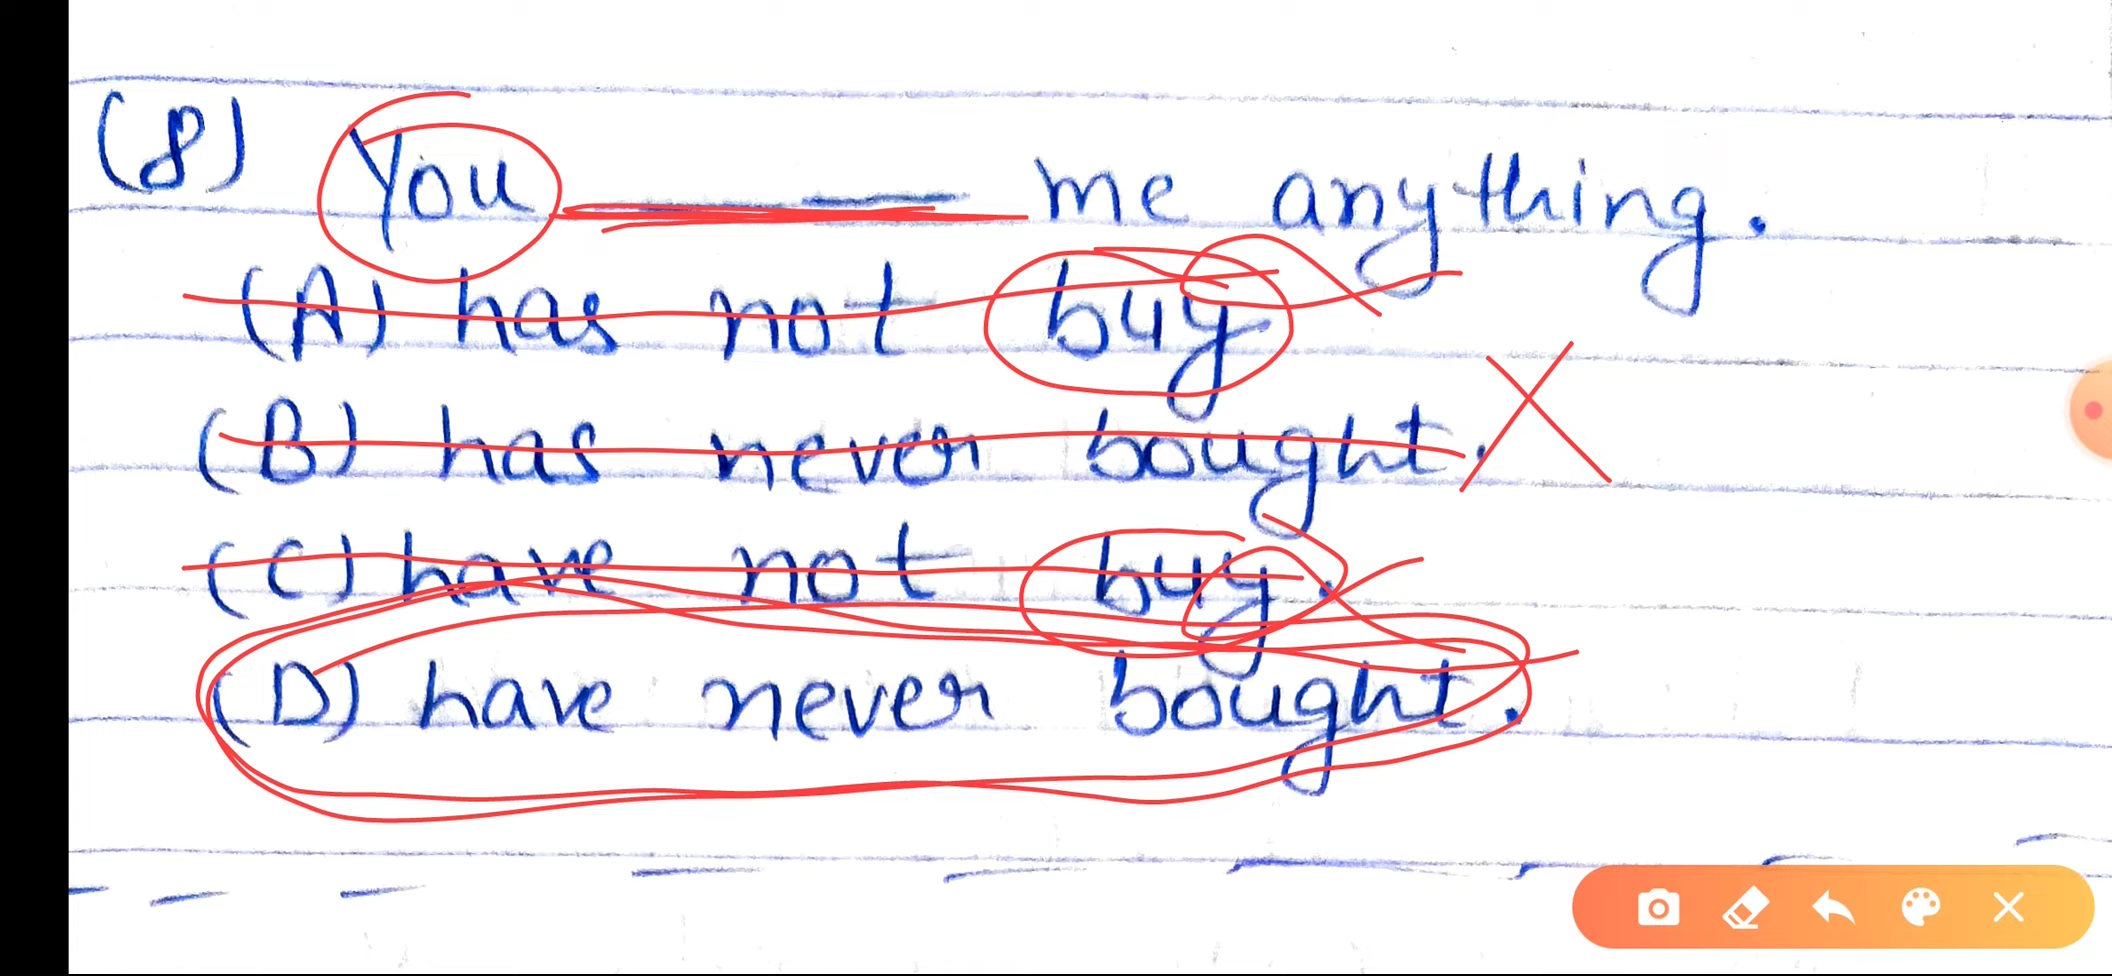 (8) You ______ me anything.
(A) has not buy
(B) has never bought.
(C) have not buy.
(D) have never bought.